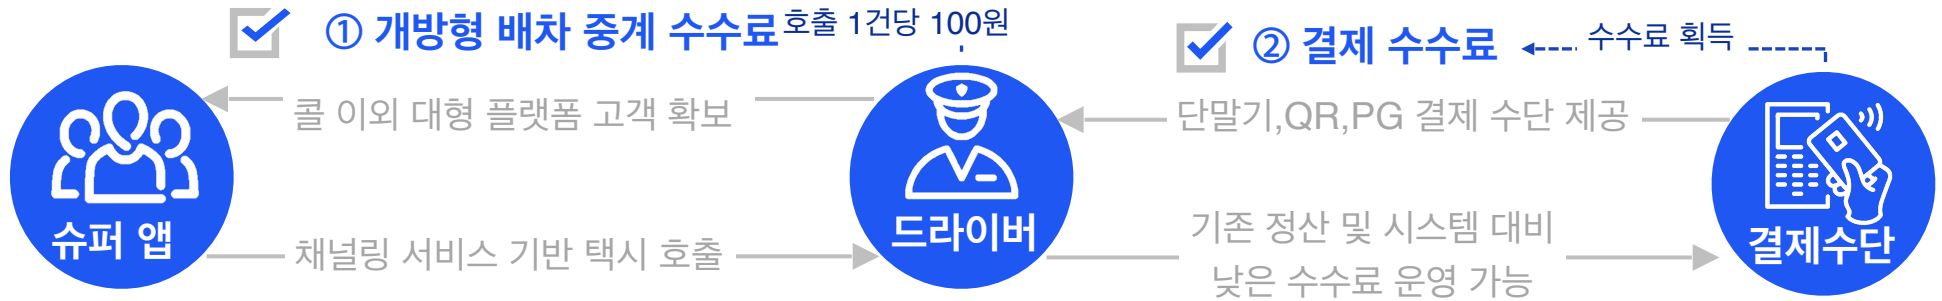 ① 개방형 배차 중계 수수료 호출 1건당 100원
② 결제 수수료 수수료 획득
콜 이외 대형 플랫폼 고객 확보
단말기,QR,PG 결제 수단 제공
슈퍼 앱
드라이버
결제수단
채널링 서비스 기반 택시 호출
기존 정산 및 시스템 대비
낮은 수수료 운영 가능